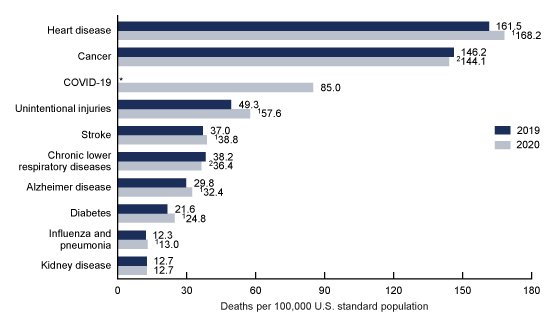 Heart disease
161.5
¹168.2
Cancer
146.2
²144.1
COVID-19
*
85.0
Unintentional injuries
49.3
¹57.6
Stroke
37.0
¹38.8
Chronic lower
respiratory diseases
38.2
²36.4
Alzheimer disease
29.8
¹32.4
Diabetes
21.6
¹24.8
Influenza and
pneumonia
12.3
¹13.0
Kidney disease
12.7
12.7
2019
2020
0 30 60 90 120 150 180
Deaths per 100,000 U.S. standard population